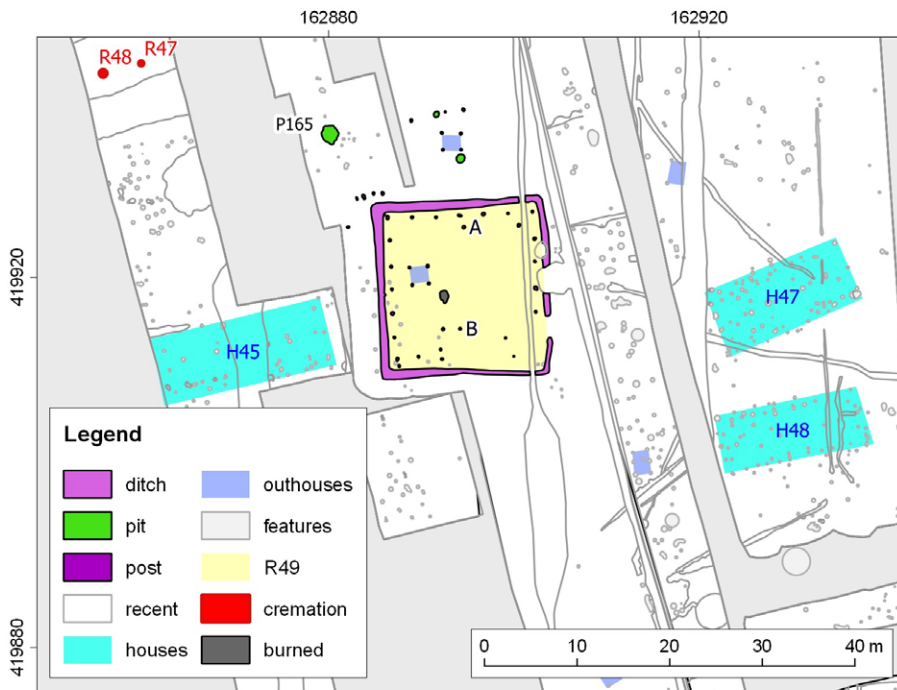 162880
162920
R48
R47
P165
A
419920
H47
B
H45
H48
Legend
ditch
outhouses
pit
features
post
R49
recent
cremation
houses
burned
419880
0
10
20
30
40 m